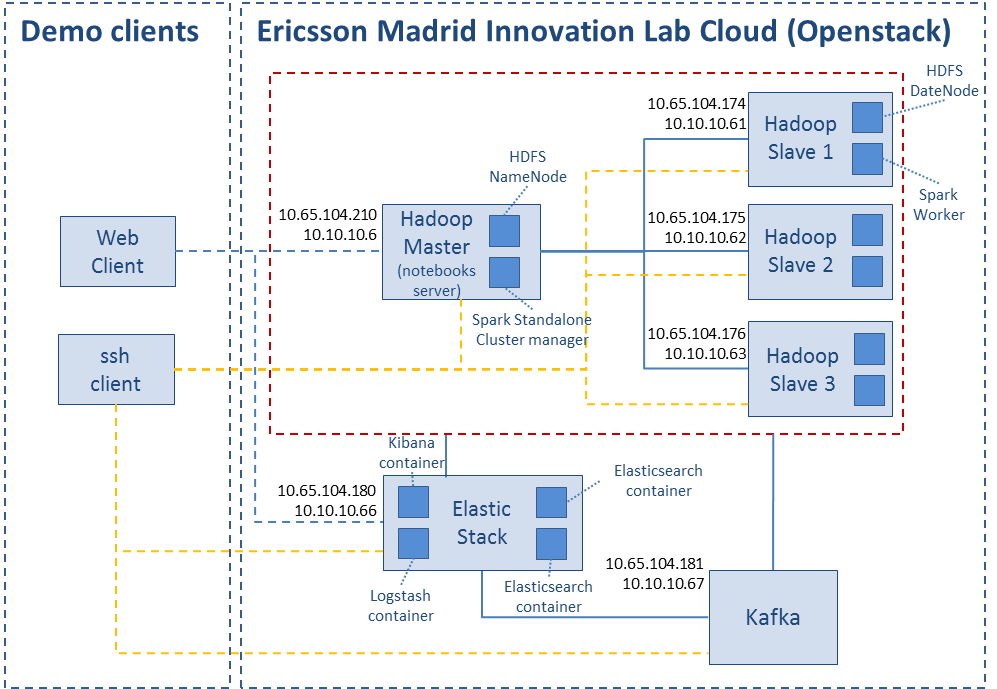 Demo clients
Ericsson Madrid Innovation Lab Cloud (Openstack)
HDFS
DateNode
10.65.104.174
10.10.10.61
Hadoop
Slave 1
Spark
Worker
HDFS
NameNode
10.65.104.210
10.10.10.6
Hadoop
Master
(notebooks
server)
Spark Standalone
Cluster manager
10.65.104.175
10.10.10.62
Hadoop
Slave 2
10.65.104.176
10.10.10.63
Hadoop
Slave 3
Web
Client
ssh
client
Kibana
container
10.65.104.180
10.10.10.66
Elastic
Stack
Elasticsearch
container
Logstash
container
Elasticsearch
container
10.65.104.181
10.10.10.67
Kafka